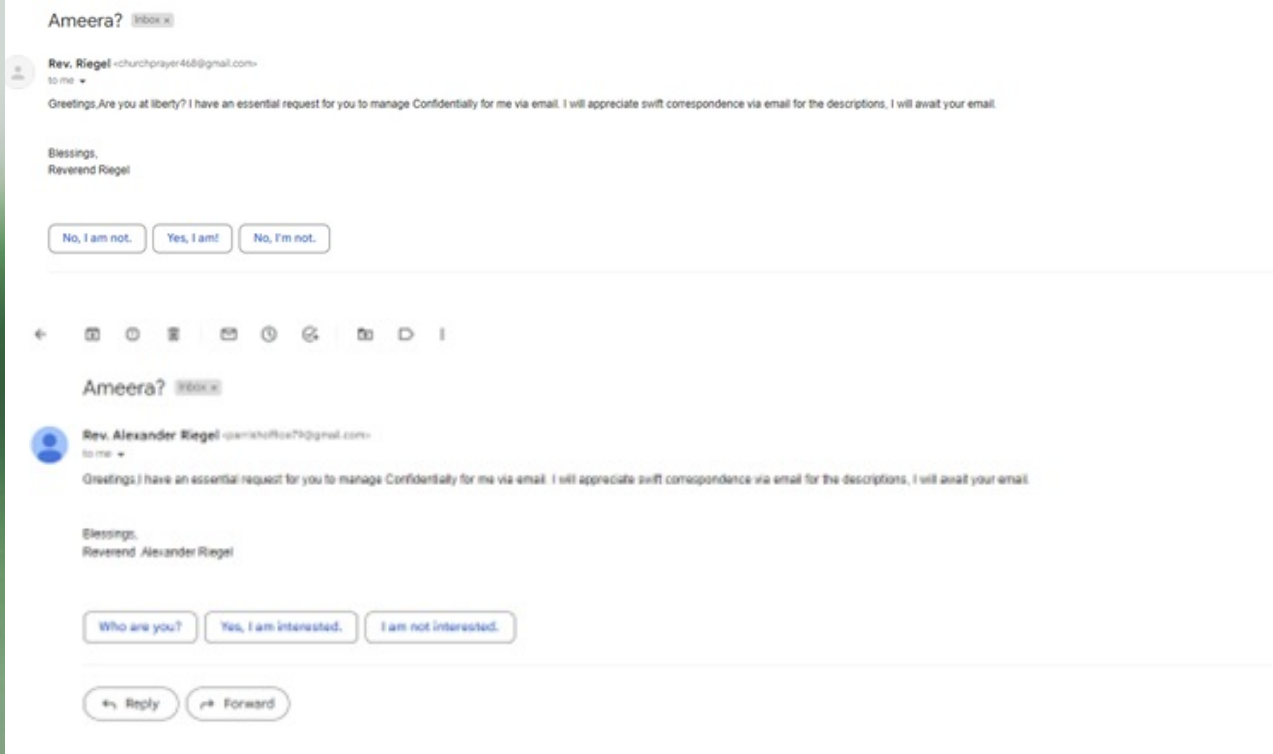 Ameera? Inbox x
Rev. Riegel <churchprayer468@gmail.com>
to me
Greetings,Are you at liberty? I have an essential request for you to manage Confidentially for me via email. I will appreciate swift correspondence via email for the descriptions, I will await your email.
Blessings,
Reverend Riegel
No, I am not. Yes, I am! No, I'm not.
Ameera? Inbox x
Rev. Alexander Riegel <parrishoffice79@gmail.com>
to me
Greetings,I have an essential request for you to manage Confidentially for me via email. I will appreciate swift correspondence via email for the descriptions, I will await your email.
Blessings,
Reverend Alexander Riegel
Who are you? Yes, I am interested. I am not interested.
Reply Forward